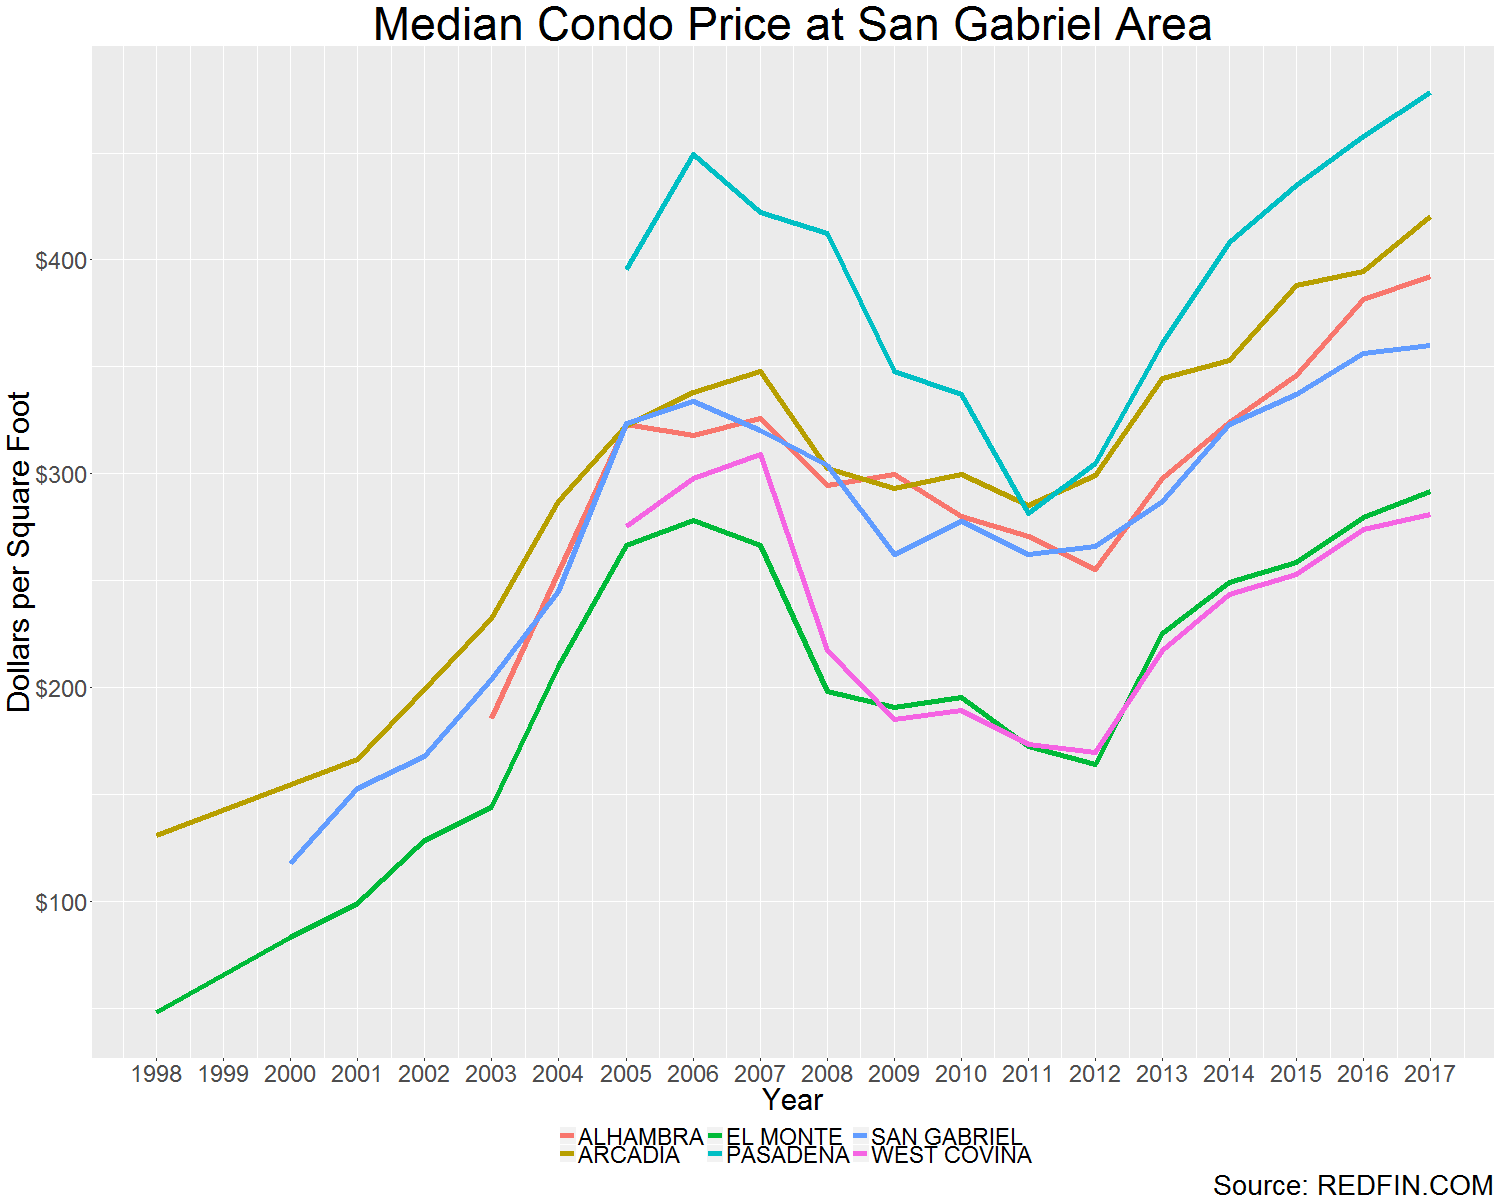 Median Condo Price at San Gabriel Area
Dollars per Square Foot
$400
$300
$200
$100
1998 1999 2000 2001 2002 2003 2004 2005 2006 2007 2008 2009 2010 2011 2012 2013 2014 2015 2016 2017
Year
ALHAMBRA EL MONTE SAN GABRIEL
ARCADIA PASADENA WEST COVINA
Source: REDFIN.COM